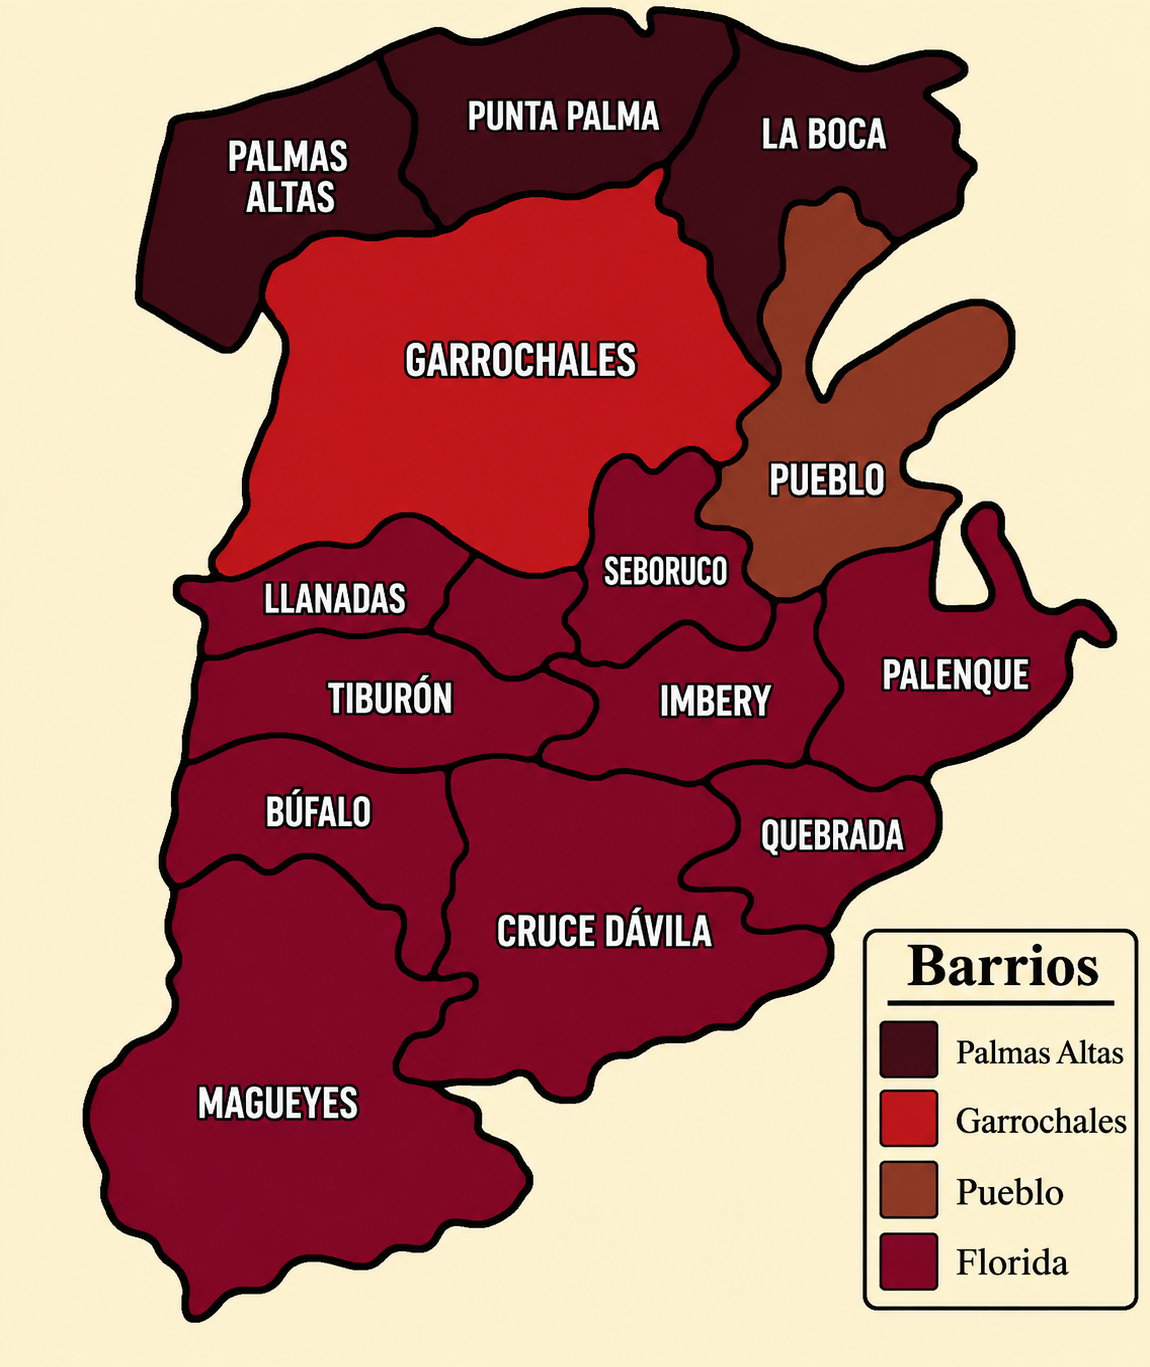 PUNTA PALMA
LA BOCA
PALMAS
ALTAS
GARROCHALES
PUEBLO
SEBORUCO
LLANADAS
PALENQUE
TIBURÓN
IMBERY
BÚFALO
QUEBRADA
CRUCE DÁVILA
MAGUEYES
Barrios
Palmas Altas
Garrochales
Pueblo
Florida